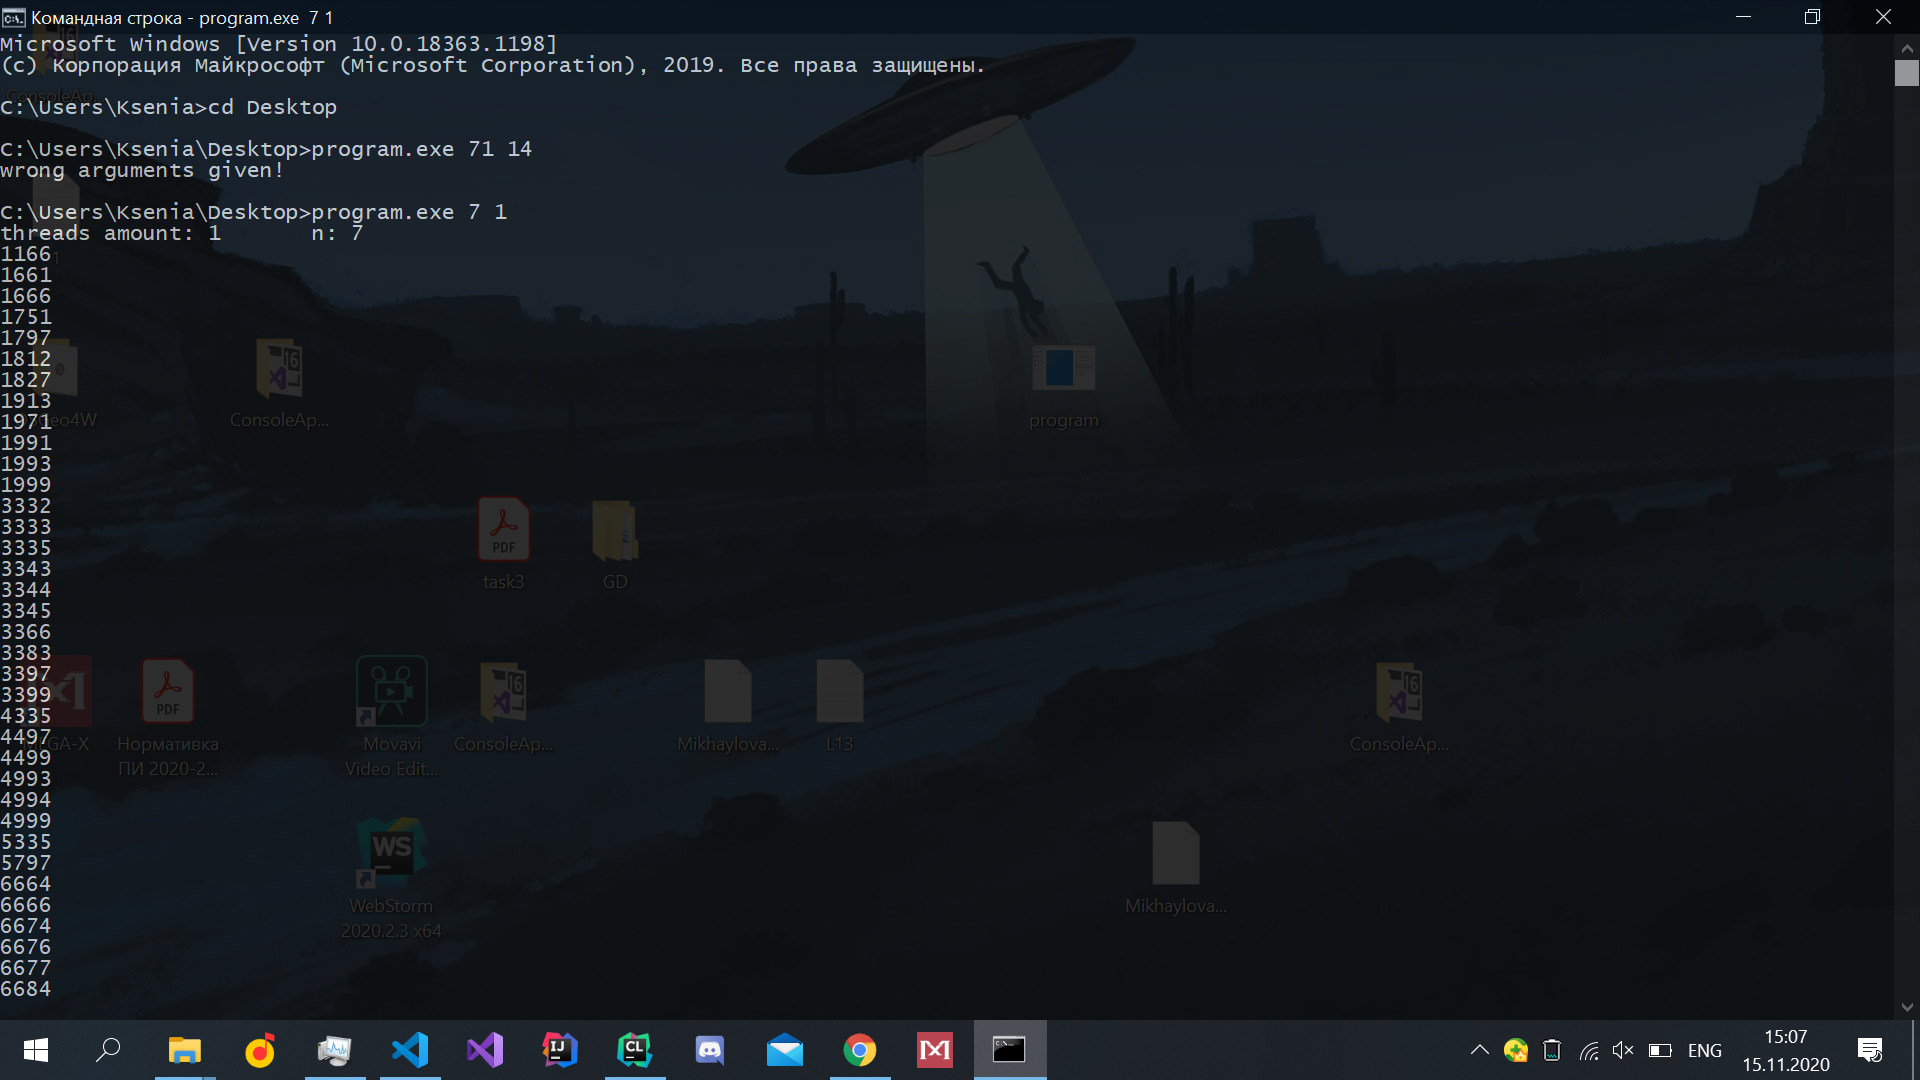 Командная строка - program.exe 7 1
Microsoft Windows [Version 10.0.18363.1198]
(c) Корпорация Майкрософт (Microsoft Corporation), 2019. Все права защищены.
C:\Users\Ksenia>cd Desktop
C:\Users\Ksenia\Desktop>program.exe 71 14
wrong arguments given!
C:\Users\Ksenia\Desktop>program.exe 7 1
threads amount: 1 n: 7
1166
1661
1666
1751
1797
1812
1827
1913
1971
1991
1993
1999
3332
3333
3335
3343
3344
3345
3366
3383
3397
3399
4335
4497
4499
4993
4994
4999
5335
5797
6664
6666
6674
6676
6677
6684
ConsoleAp...
program
PDF
task3
GD
PDF
Нормативка
ПИ 2020-2...
Movavi
Video Edit...
ConsoleAp...
Mikhaylova...
L13
ConsoleAp...
WS
WebStorm
2020.2.3 x64
Mikhaylova...
ENG
15:07
15.11.2020